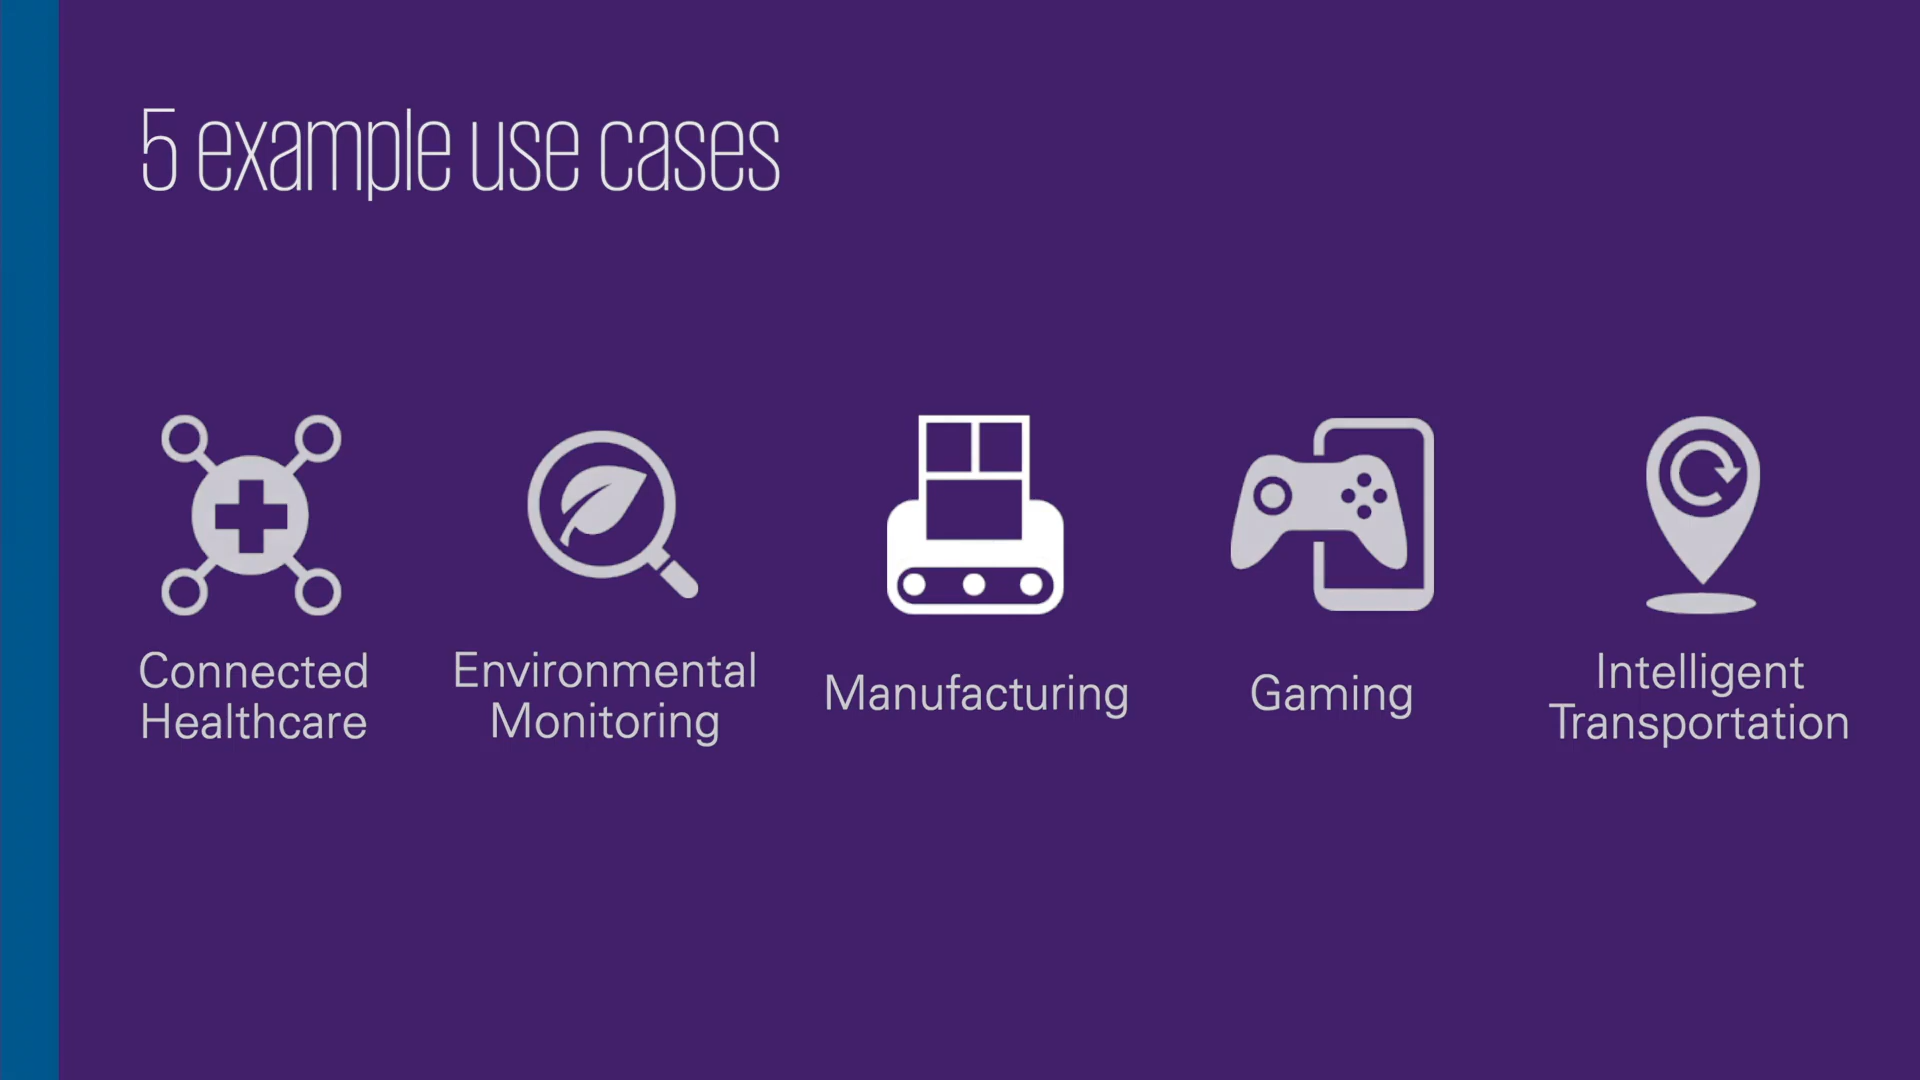 5 example use cases
Connected
Healthcare
Environmental
Monitoring
Manufacturing
Gaming
Intelligent
Transportation